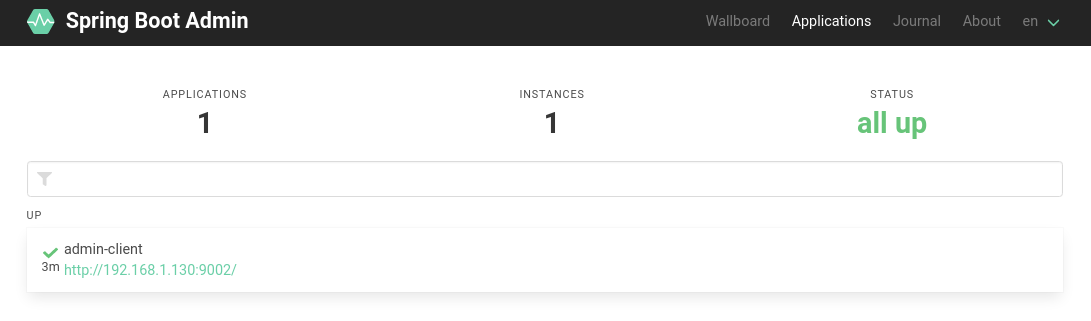 Spring Boot Admin
Wallboard Applications Journal About en
APPLICATIONS INSTANCES STATUS
1 1 all up
UP
admin-client
3m http://192.168.1.130:9002/